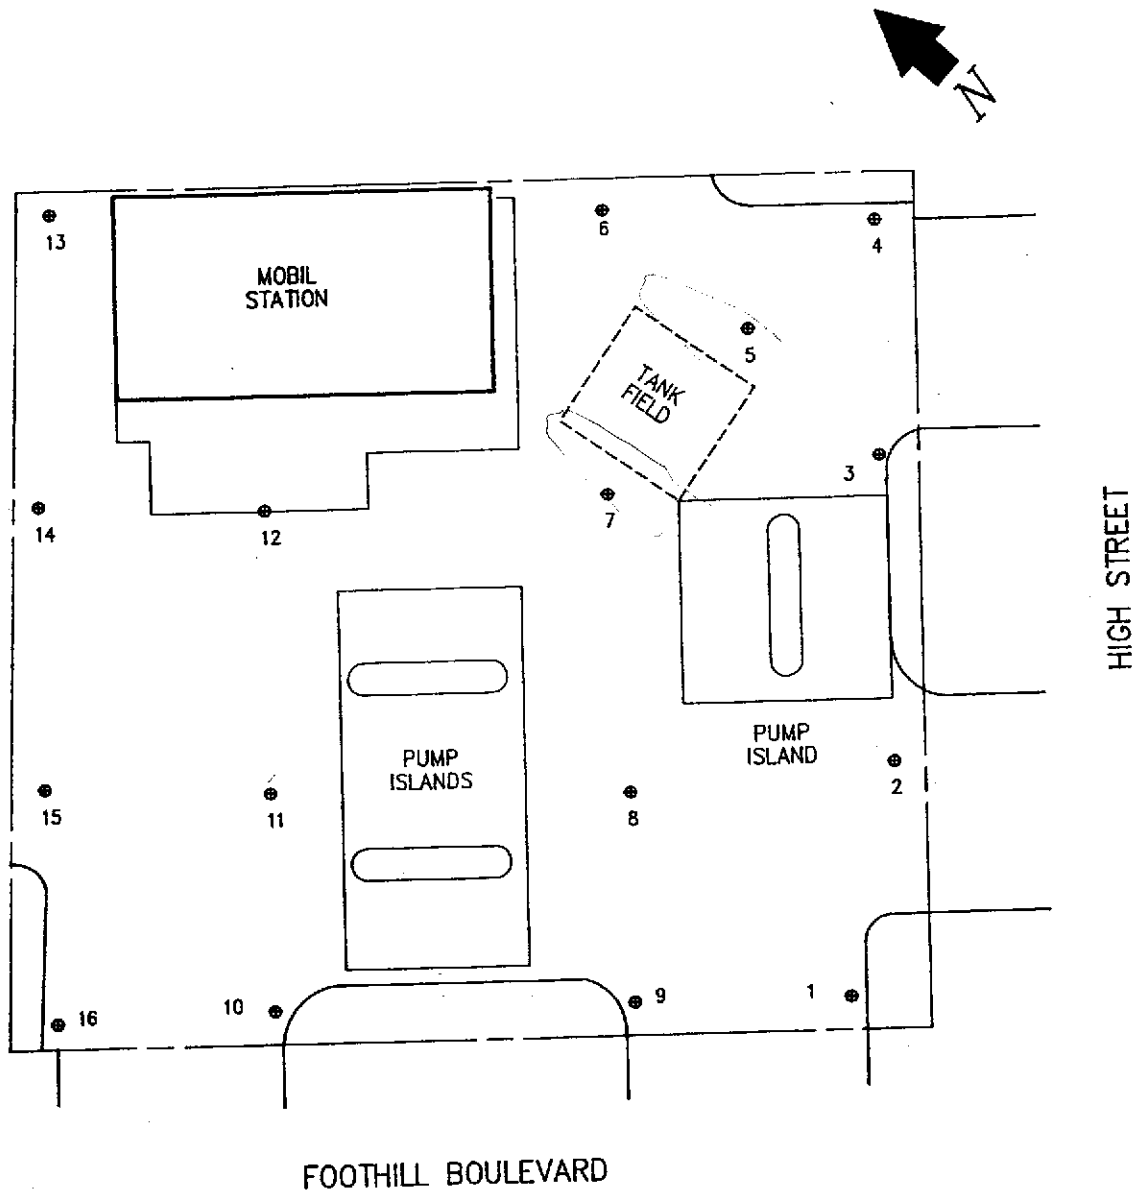 N
13
6
4
MOBIL
STATION
5
TANK
FIELD
3
14
12
7
HIGH STREET
PUMP
ISLAND
PUMP
ISLANDS
2
15
11
8
16
10
9
1
FOOTHILL BOULEVARD